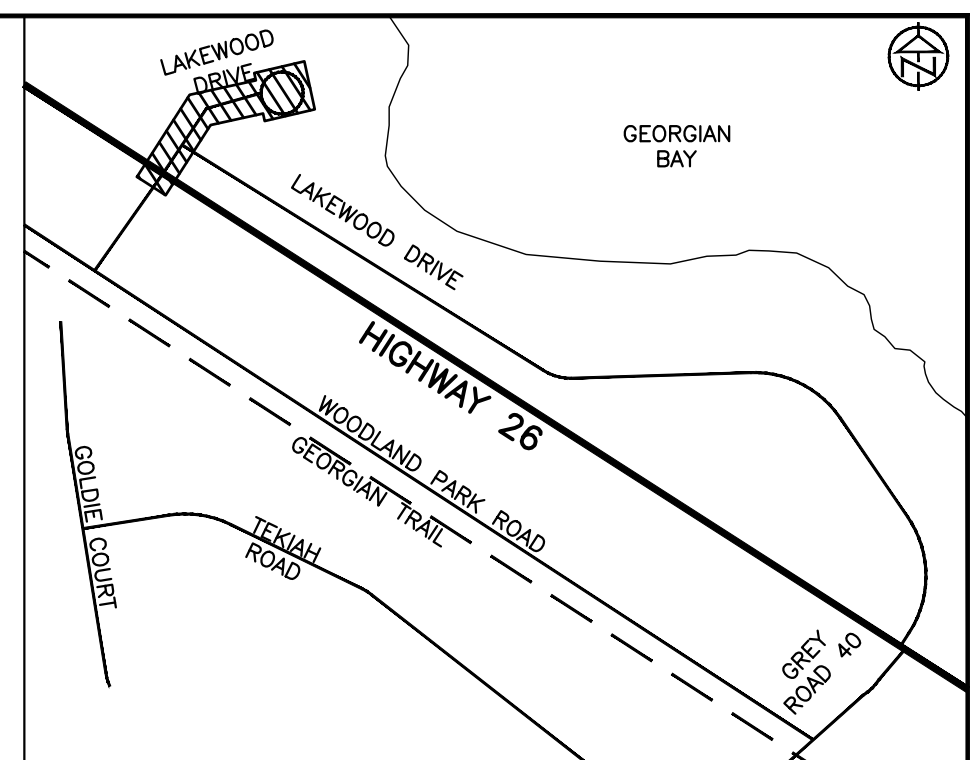 LAKEWOOD
DRIVE
N
GEORGIAN
BAY
LAKEWOOD DRIVE
HIGHWAY 26
WOODLAND PARK ROAD
GEORGIAN TRAIL
GOLDIE COURT
TEKIAH
ROAD
GREY
ROAD 40